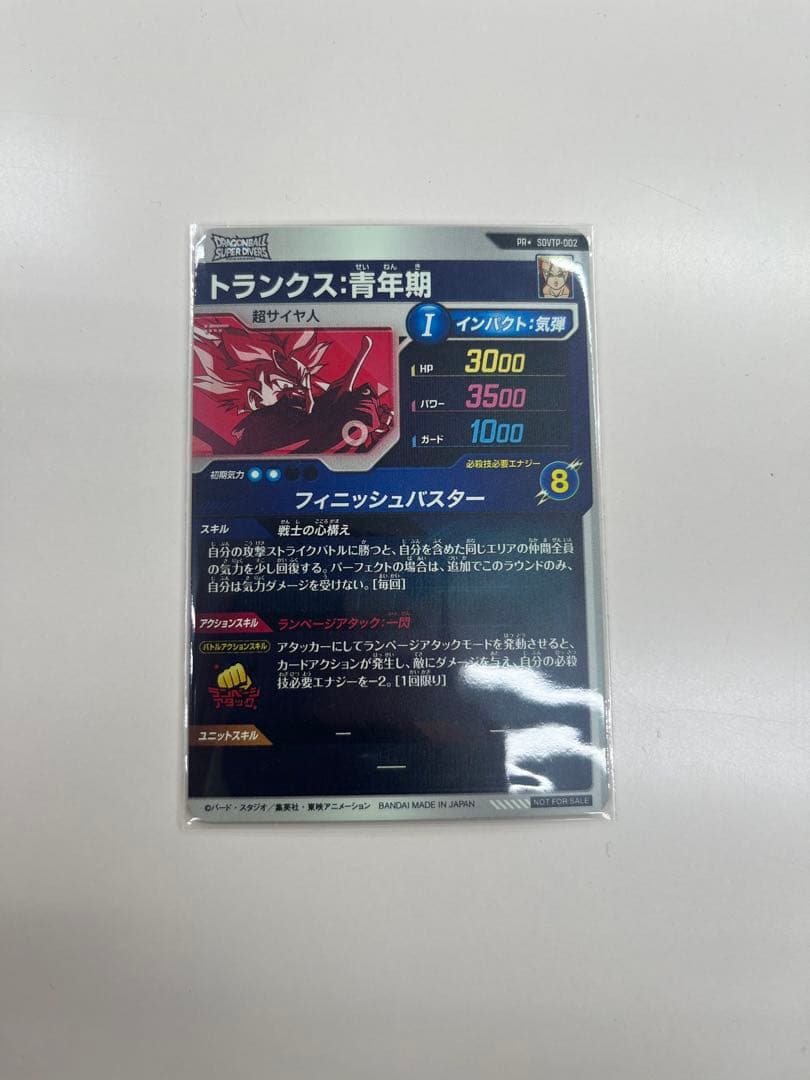 DRAGONBALL
SUPER DIVERS
PR★ SDVTP-002
せい ねん き
トランクス:青年期
超サイヤ人
I インパクト:気弾
HP 3000
パワー 3500
ガード 1000
初期気力
必殺技必要エナジー
8
フィニッシュバスター
スキル 戦士の心構え
自分の攻撃ストライクバトルに勝つと、自分を含めた同じエリアの仲間全員
の気力を少し回復する。パーフェクトの場合は、追加でこのラウンドのみ、
自分は気力ダメージを受けない。[毎回]
アクションスキル ランページアタック:一閃
バトルアクションスキル アタッカーにしてランページアタックモードを発動させると、
カードアクションが発生し、敵にダメージを与え、自分の必殺
技必要エナジーを-2。[1回限り]
ランページ
アタック
ユニットスキル ー
ー
ー
©バード・スタジオ/集英社・東映アニメーション BANDAI MADE IN JAPAN
NOT FOR SALE